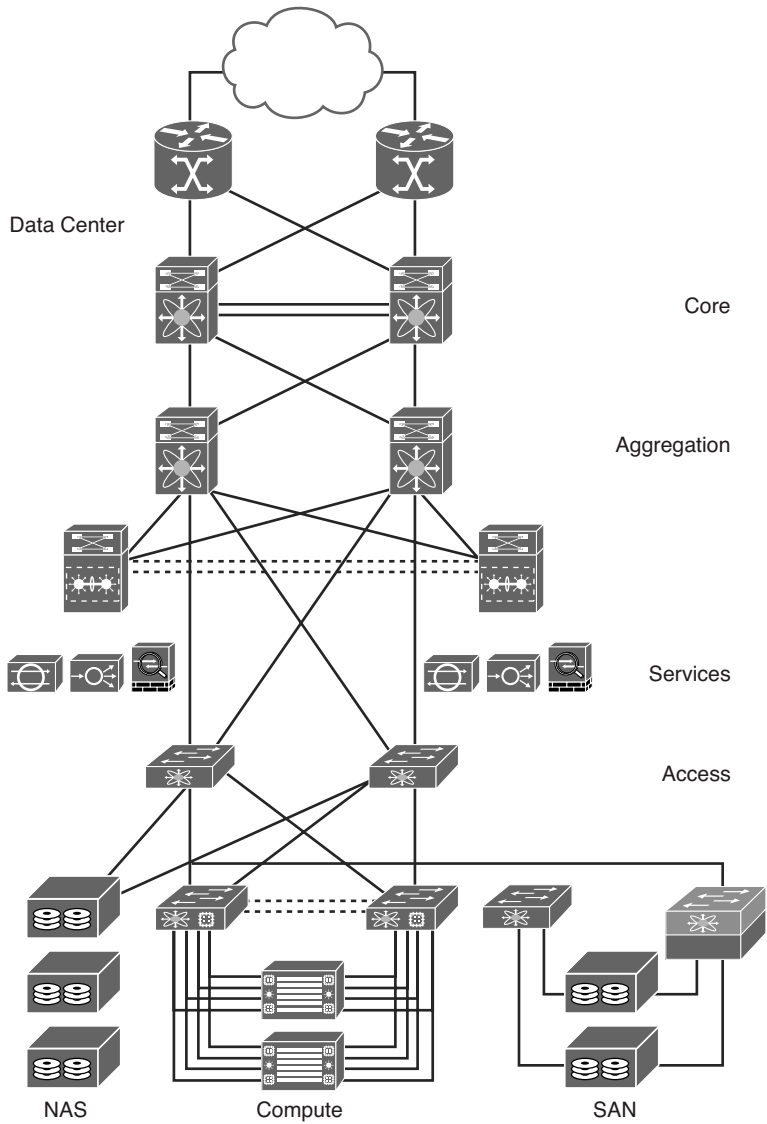 Data Center
Core
Aggregation
Services
Access
NAS
Compute
SAN